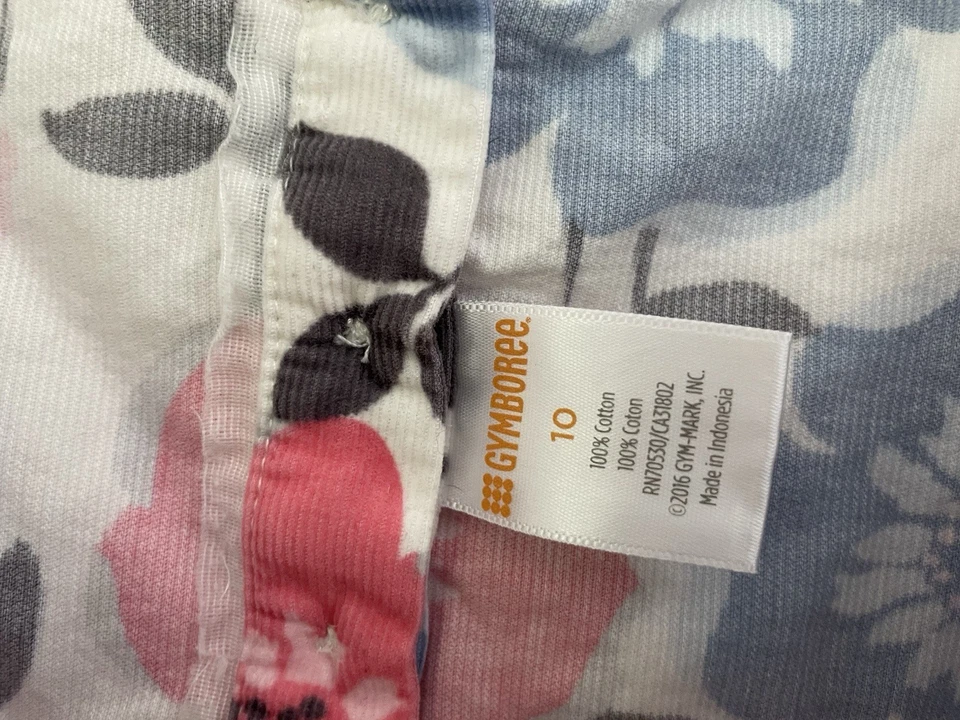 GYMBOREE.
10
100% Cotton
100% Coton
RN70530/CA31802
©2016 GYM-MARK, INC.
Made in Indonesia